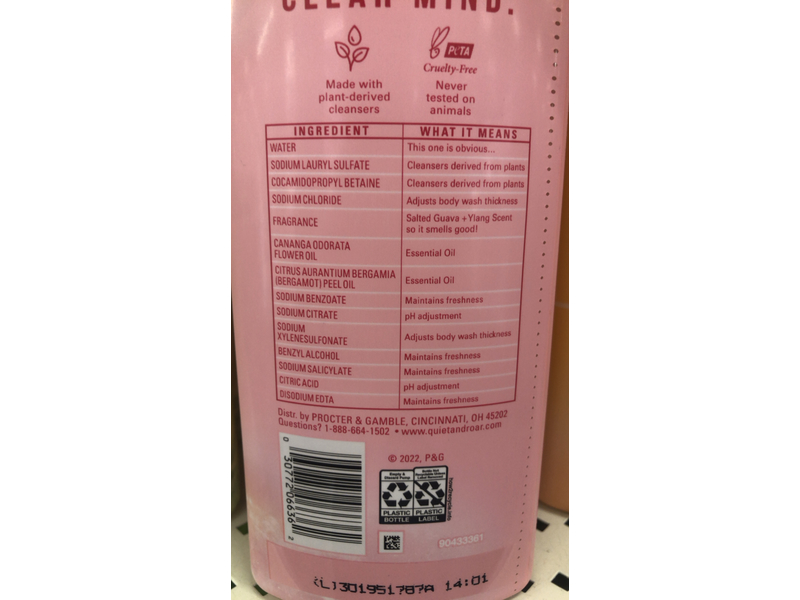 CLEAR MIND.
PETA
Made with
plant-derived
cleansers
Cruelty-Free
Never
tested on
animals
INGREDIENT WHAT IT MEANS
WATER This one is obvious...
SODIUM LAURYL SULFATE Cleansers derived from plants
COCAMIDOPROPYL BETAINE Cleansers derived from plants
SODIUM CHLORIDE Adjusts body wash thickness
FRAGRANCE Salted Guava + Ylang Scent
so it smells good!
CANANGA ODORATA
FLOWER OIL Essential Oil
CITRUS AURANTIUM BERGAMIA
(BERGAMOT) PEEL OIL Essential Oil
SODIUM BENZOATE Maintains freshness
SODIUM CITRATE pH adjustment
SODIUM
XYLENESULFONATE Adjusts body wash thickness
BENZYL ALCOHOL Maintains freshness
SODIUM SALICYLATE Maintains freshness
CITRIC ACID pH adjustment
DISODIUM EDTA Maintains freshness
Distr. by PROCTER & GAMBLE, CINCINNATI, OH 45202
Questions? 1-888-664-1502 • www.quietandroar.com
© 2022, P&G
0 30772 06636 2
PLASTIC PLASTIC
BOTTLE LABEL
how2recycle.info
90433361
(L)301951787A 14:01